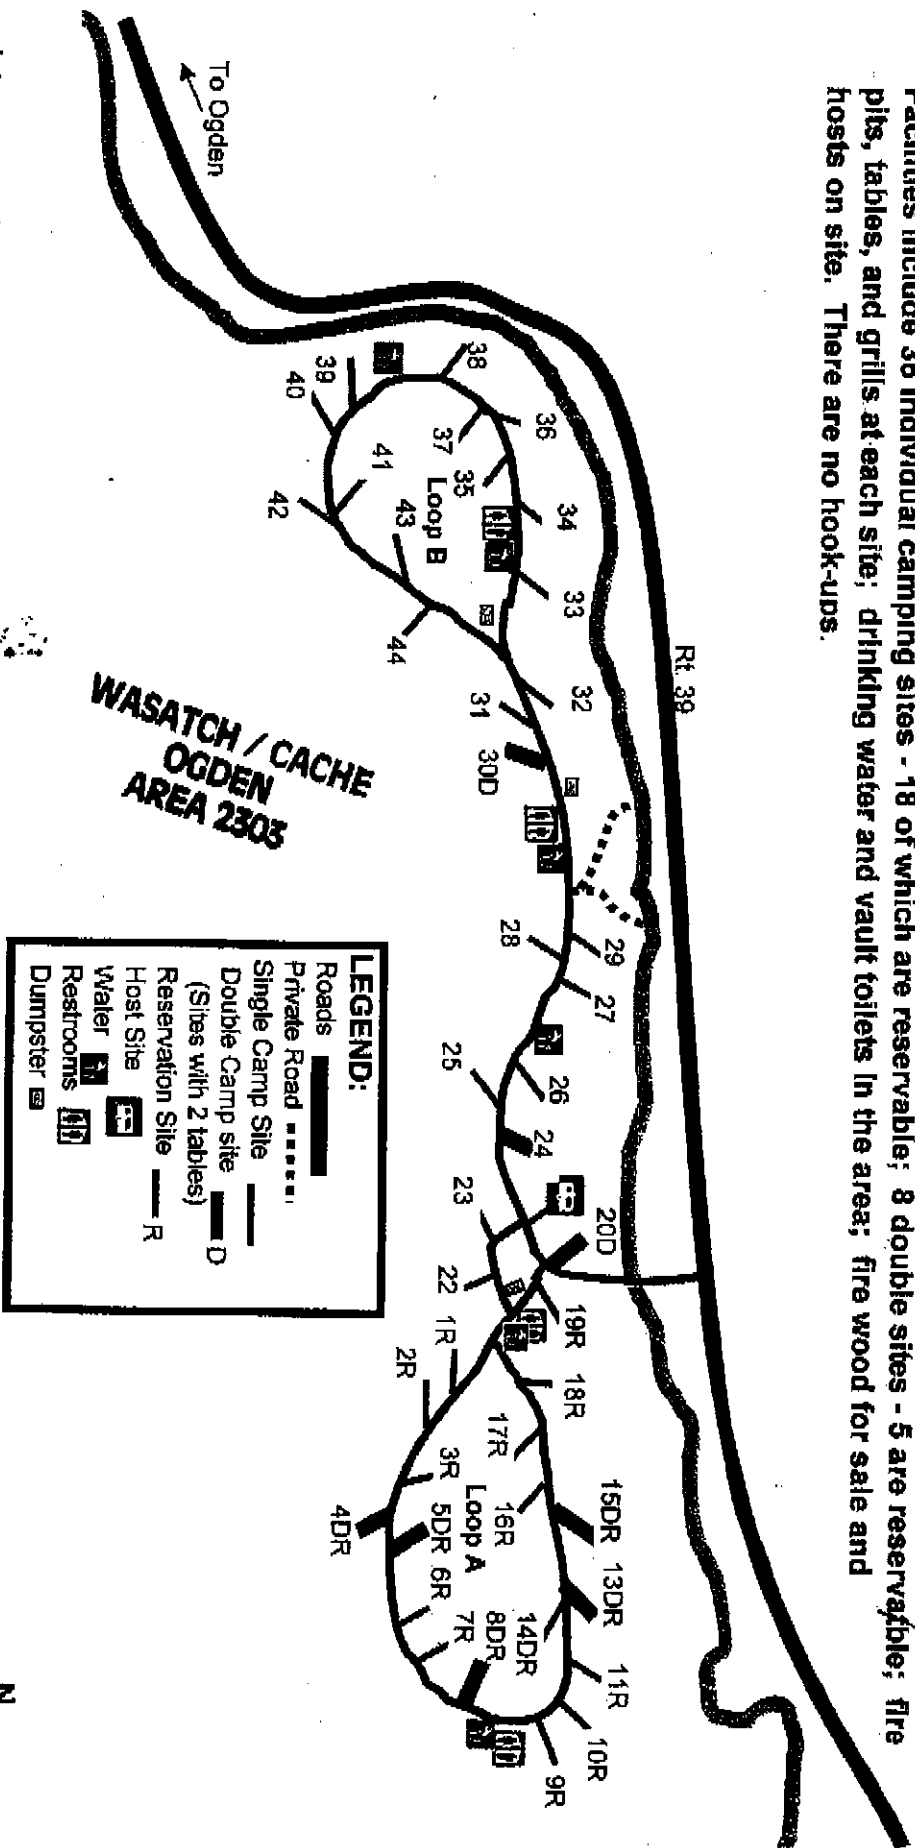 Facilities include 36 individual camping sites - 18 of which are reservable; 8 double sites - 5 are reservable; fire
pits, tables, and grills at each site; drinking water and vault toilets in the area; fire wood for sale and
hosts on site. There are no hook-ups.
To Ogden
Rt. 39
38
36
34
33
32
39
37
35
40
41
Loop B
43
42
44
31
30D
29
28
27
26
25
24
23
22
20D
19R
18R
1R
2R
17R
3R
16R
15DR
13DR
Loop A
4DR
5DR
6R
7R
8DR
14DR
11R
10R
9R
WASATCH / CACHE
OGDEN
AREA 2303
LEGEND:
Roads
Private Road
Single Camp Site
Double Camp site D
(Sites with 2 tables)
Reservation Site R
Host Site
Water
Restrooms
Dumpster
N